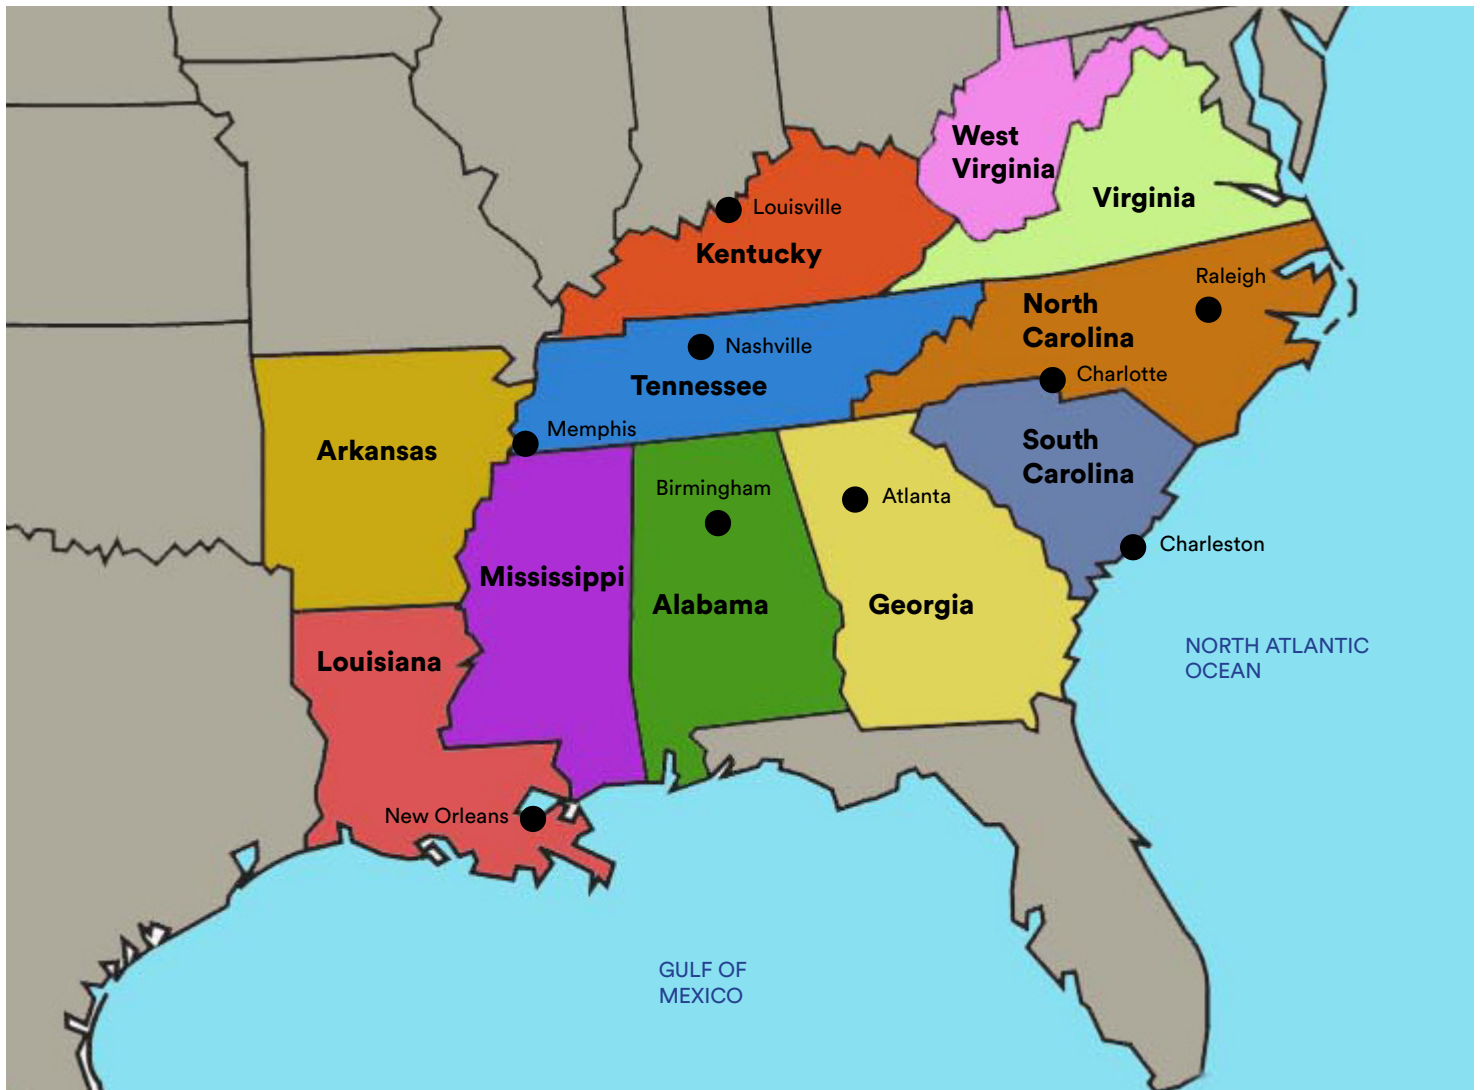 West
Virginia
Virginia
Louisville
Kentucky
Raleigh
North
Carolina
Nashville
Charlotte
Tennessee
Memphis
Arkansas
South
Carolina
Birmingham
Atlanta
Charleston
Mississippi
Alabama
Georgia
Louisiana
NORTH ATLANTIC
OCEAN
New Orleans
GULF OF
MEXICO